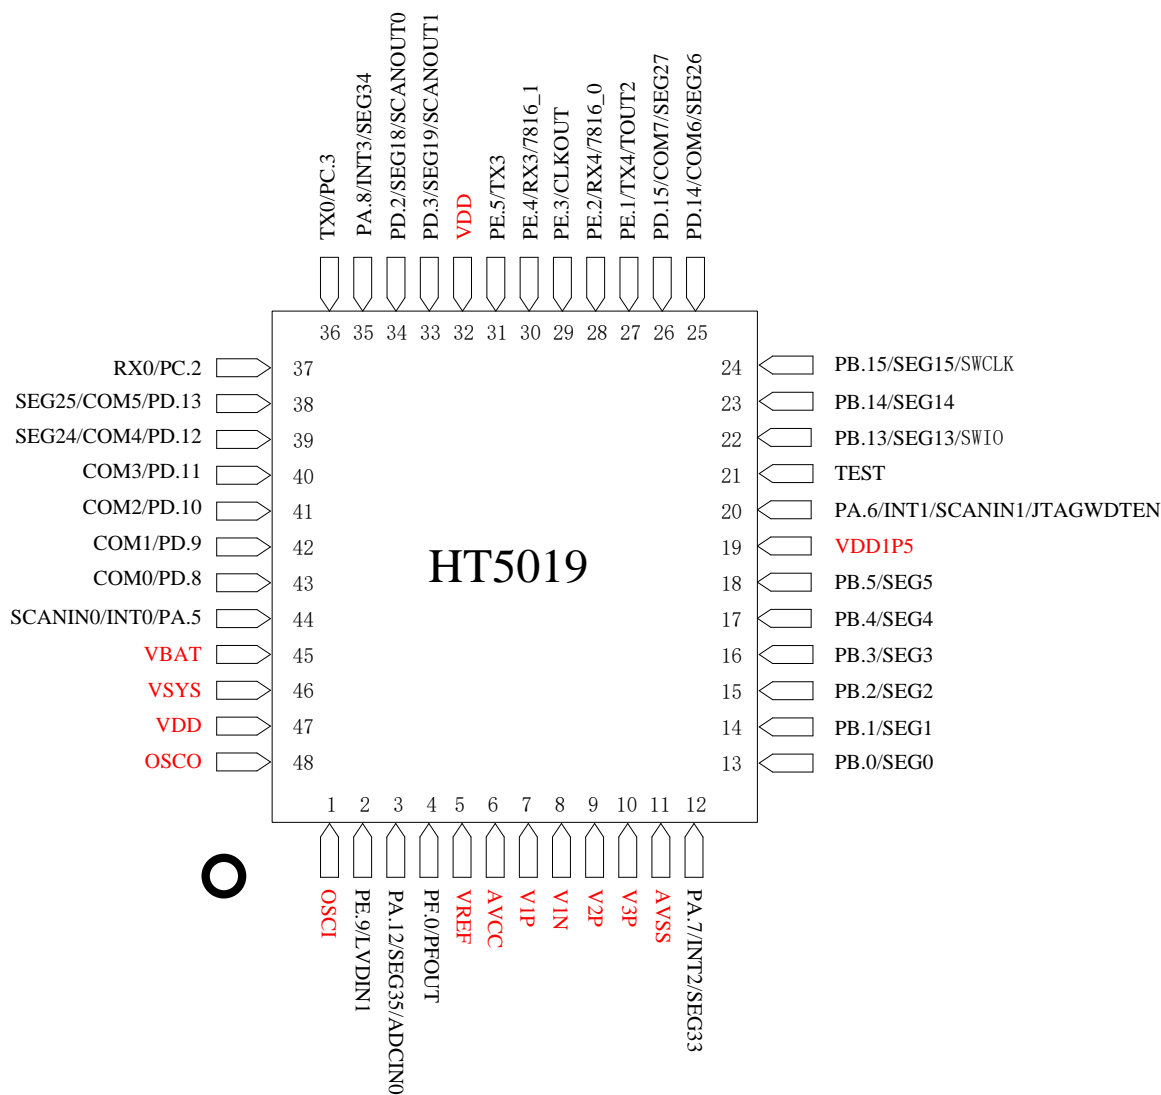 TX0/PC.3
PA.8/INT3/SEG34
PD.2/SEG18/SCANOUT0
PD.3/SEG19/SCANOUT1
VDD
PE.5/TX3
PE.4/RX3/7816_1
PE.3/CLKOUT
PE.2/RX4/7816_0
PE.1/TX4/TOUT2
PD.15/COM7/SEG27
PD.14/COM6/SEG26
36 35 34 33 32 31 30 29 28 27 26 25
RX0/PC.2 37
SEG25/COM5/PD.13 38
SEG24/COM4/PD.12 39
COM3/PD.11 40
COM2/PD.10 41
COM1/PD.9 42
COM0/PD.8 43
SCANIN0/INT0/PA.5 44
VBAT 45
VSYS 46
VDD 47
OSCO 48
HT5019
24 PB.15/SEG15/SWCLK
23 PB.14/SEG14
22 PB.13/SEG13/SWIO
21 TEST
20 PA.6/INT1/SCANIN1/JTAGWDTEN
19 VDD1P5
18 PB.5/SEG5
17 PB.4/SEG4
16 PB.3/SEG3
15 PB.2/SEG2
14 PB.1/SEG1
13 PB.0/SEG0
1 2 3 4 5 6 7 8 9 10 11 12
OSCI
PE.9/LVDIN1
PA.12/SEG35/ADCIN0
PF.0/PFOUT
VREF
AVCC
V1P
V1N
V2P
V3P
AVSS
PA.7/INT2/SEG33